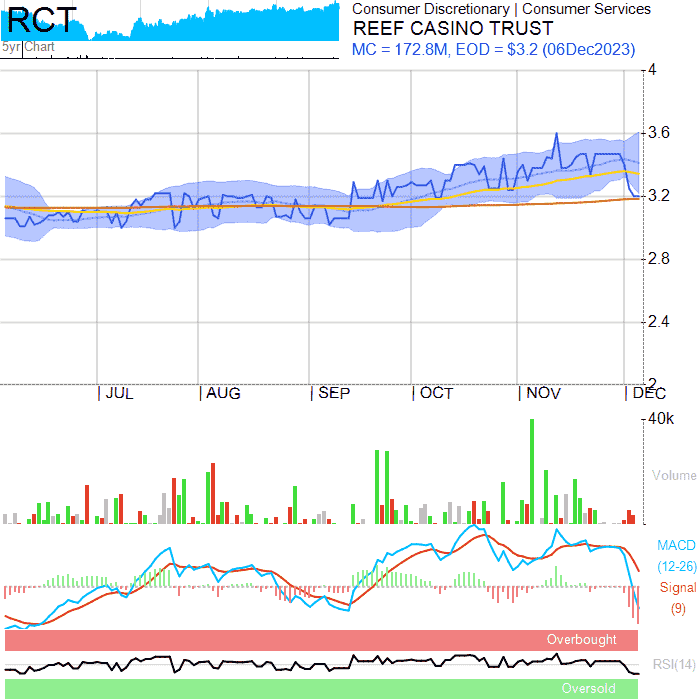 RCT
5yr Chart
Consumer Discretionary | Consumer Services
REEF CASINO TRUST
MC = 172.8M, EOD = $3.2 (06Dec2023)
4
3.6
3.2
2.8
2.4
2
JUL AUG SEP OCT NOV DEC
40k
Volume
MACD
(12-26)
Signal
(9)
Overbought
RSI(14)
Oversold